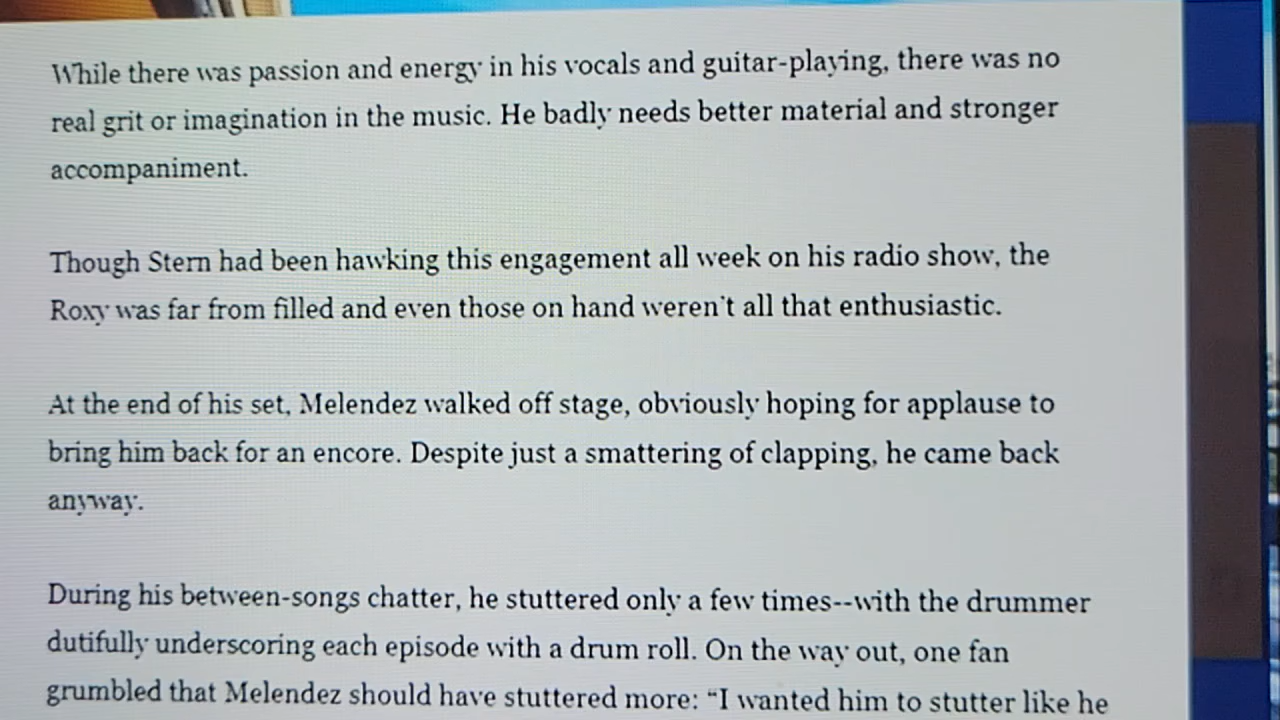 While there was passion and energy in his vocals and guitar-playing, there was no
real grit or imagination in the music. He badly needs better material and stronger
accompaniment.
Though Stern had been hawking this engagement all week on his radio show, the
Roxy was far from filled and even those on hand weren't all that enthusiastic.
At the end of his set, Melendez walked off stage, obviously hoping for applause to
bring him back for an encore. Despite just a smattering of clapping, he came back
anyway.
During his between-songs chatter, he stuttered only a few times--with the drummer
dutifully underscoring each episode with a drum roll. On the way out, one fan
grumbled that Melendez should have stuttered more: “I wanted him to stutter like he